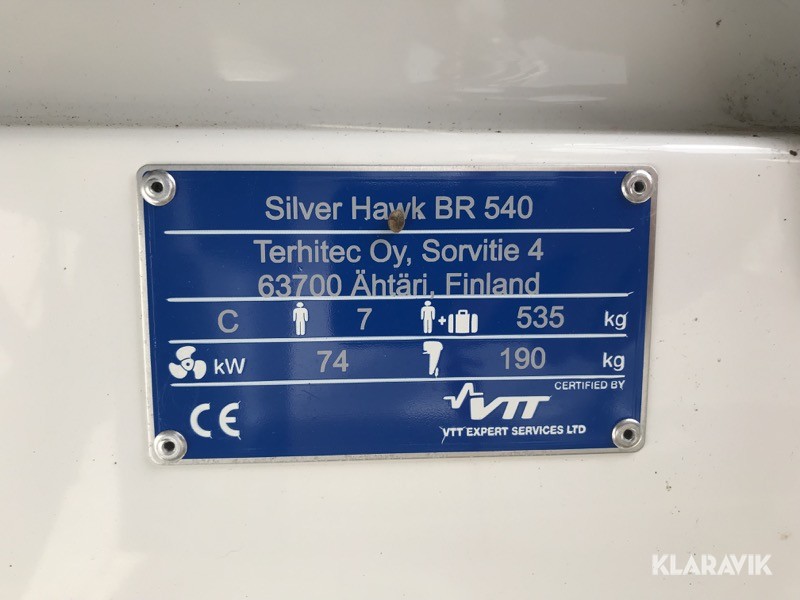 Silver Hawk BR 540
Terhitec Oy, Sorvitie 4
63700 Ähtäri, Finland
C 7 + 535 kg
kW 74 190 kg
CERTIFIED BY
CE VTT
VTT EXPERT SERVICES LTD
KLARAVIK